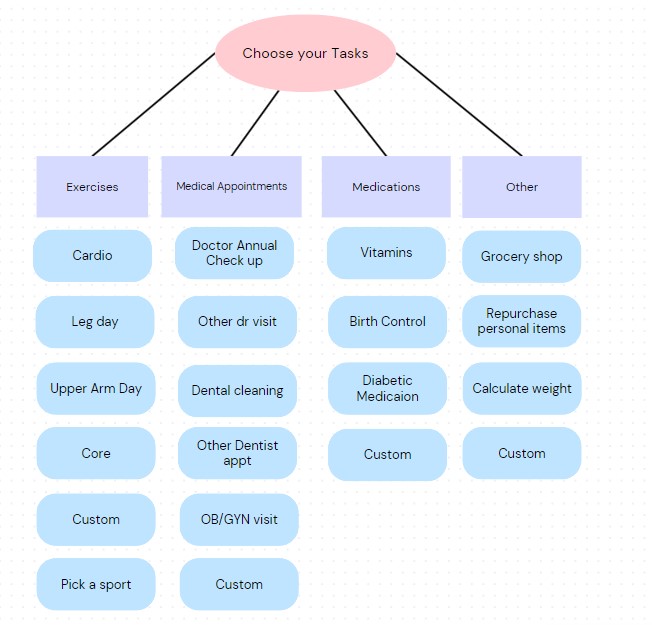 Choose your Tasks
Exercises
Medical Appointments
Medications
Other
Cardio
Doctor Annual
Check up
Vitamins
Grocery shop
Leg day
Other dr visit
Birth Control
Repurchase
personal items
Upper Arm Day
Dental cleaning
Diabetic
Medicaion
Calculate weight
Core
Other Dentist
appt
Custom
Custom
Custom
OB/GYN visit
Pick a sport
Custom